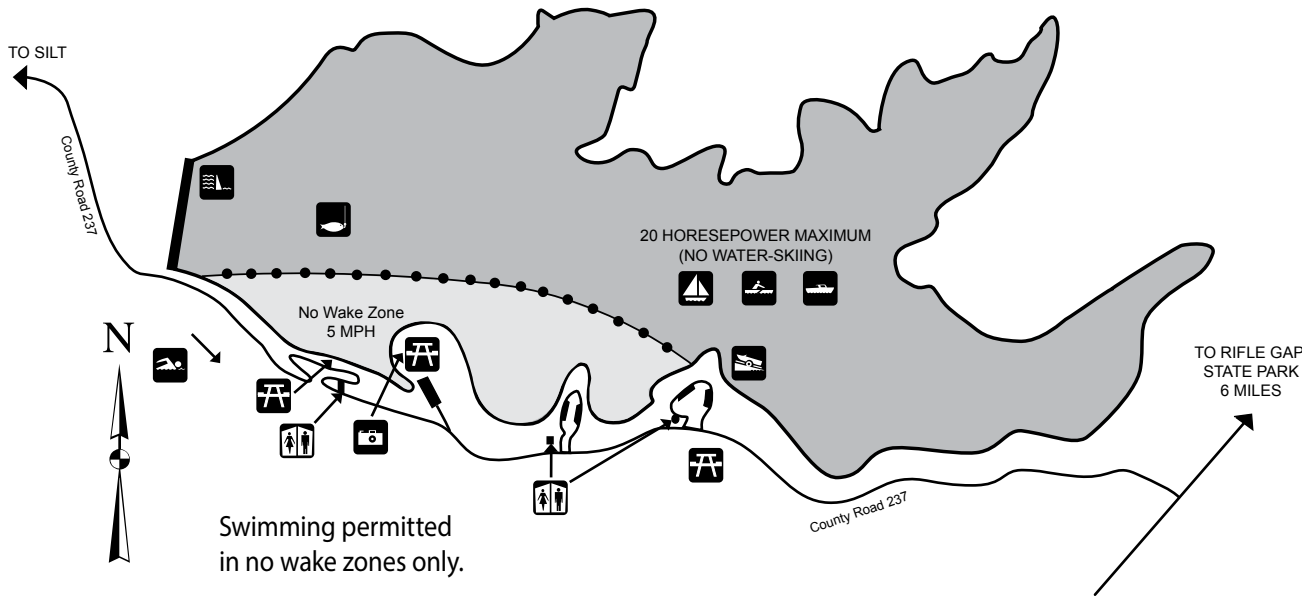 TO SILT
County Road 237
20 HORESEPOWER MAXIMUM
(NO WATER-SKIING)
No Wake Zone
5 MPH
N
TO RIFLE GAP
STATE PARK
6 MILES
County Road 237
Swimming permitted
in no wake zones only.